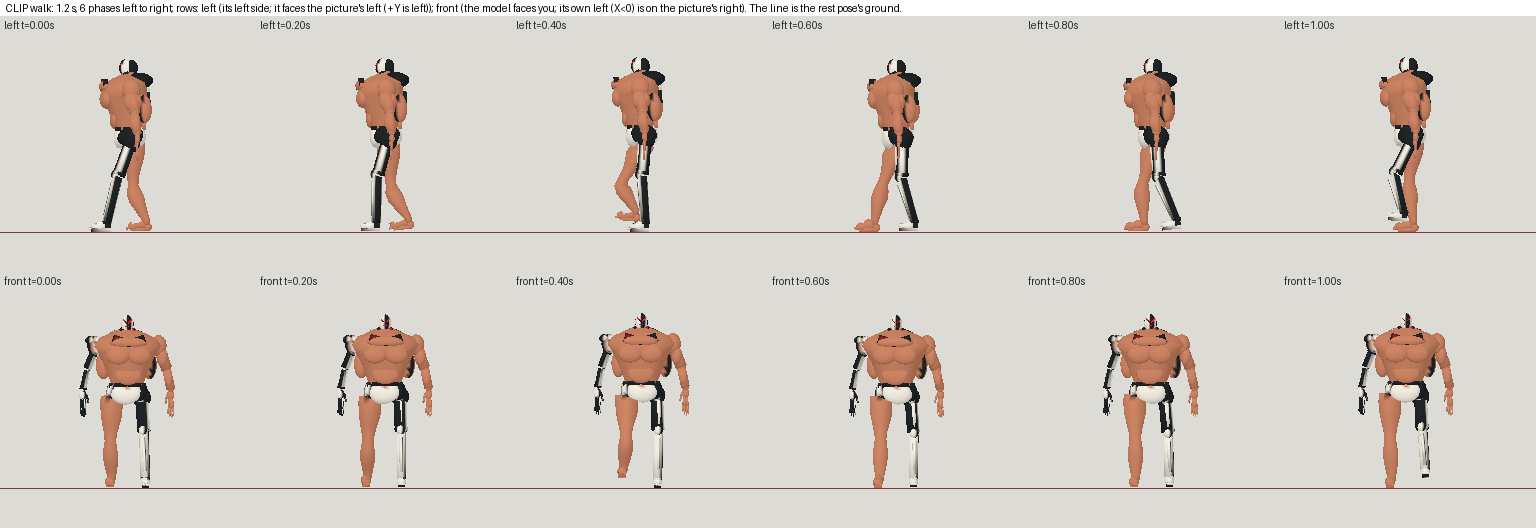 CLIP walk: 1.2 s, 6 phases left to right; rows: left (its left side; it faces the picture's left (+Y is left)); front (the model faces you; its own left (X<0) is on the picture's right). The line is the rest pose's ground.
left t=0.00s left t=0.20s left t=0.40s left t=0.60s left t=0.80s left t=1.00s
front t=0.00s front t=0.20s front t=0.40s front t=0.60s front t=0.80s front t=1.00s